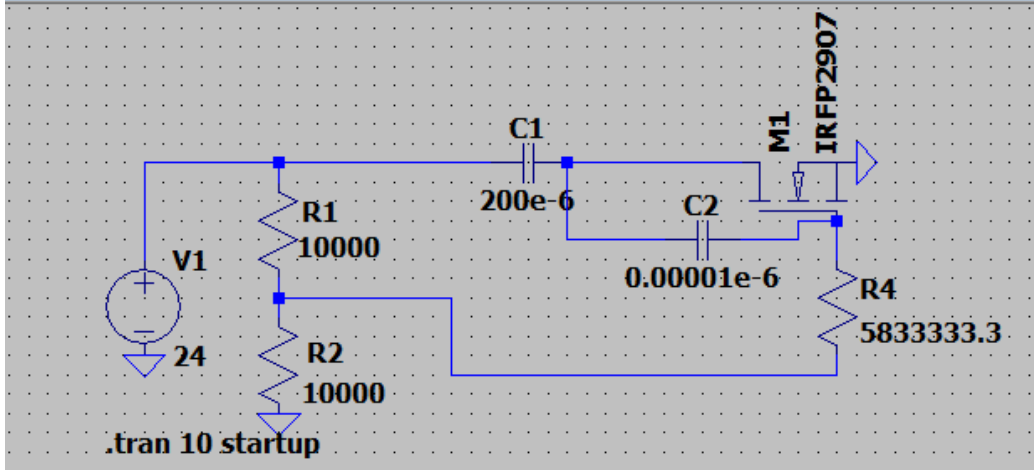 IRFP2907
M1
C1
200e-6
C2
0.00001e-6
R1
10000
V1
24
R4
5833333.3
R2
10000
.tran 10 startup